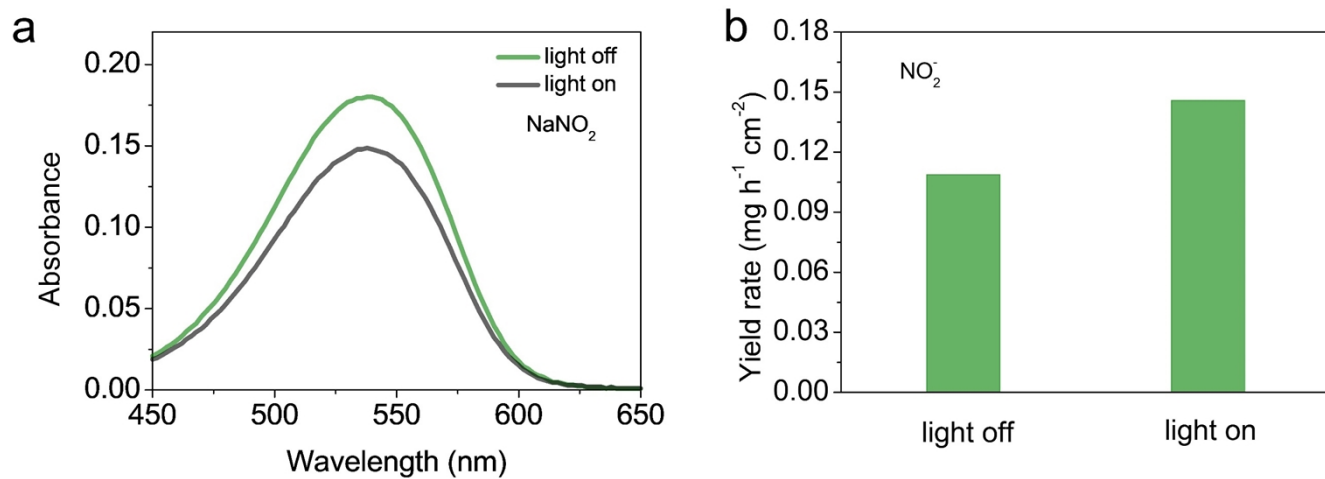 a
0.20
0.15
0.10
0.05
0.00
Absorbance
light off
light on
NaNO₂
450 500 550 600 650
Wavelength (nm)
b
0.18
0.15
0.12
0.09
0.06
0.03
0.00
Yield rate (mg h⁻¹ cm⁻²)
NO₂⁻
light off light on